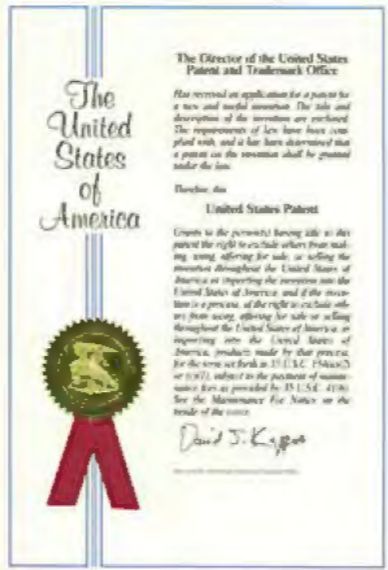 The
United
States
of
America
The Director of the United States
Patent and Trademark Office
Has received an application for a patent for
a new and useful invention. The title and
description of the invention are enclosed.
The requirements of law have been com-
plied with, and it has been determined that
a patent on the invention shall be granted
under the law.
Therefore, this
United States Patent
Grants to the person(s) having title to this
patent the right to exclude others from mak-
ing, using, offering for sale, or selling the
invention throughout the United States of
America or importing the invention into the
United States of America, and if the inven-
tion is a process, of the right to exclude oth-
ers from using, offering for sale or selling
throughout the United States of America, or
importing into the United States of
America, products made by that process,
for the term set forth in 35 U.S.C. 154(a)(2)
or (c)(1), subject to the payment of mainte-
nance fees as provided by 35 U.S.C. 41(b).
See the Maintenance Fee Notice on the
inside of the cover.
David J. Kappos